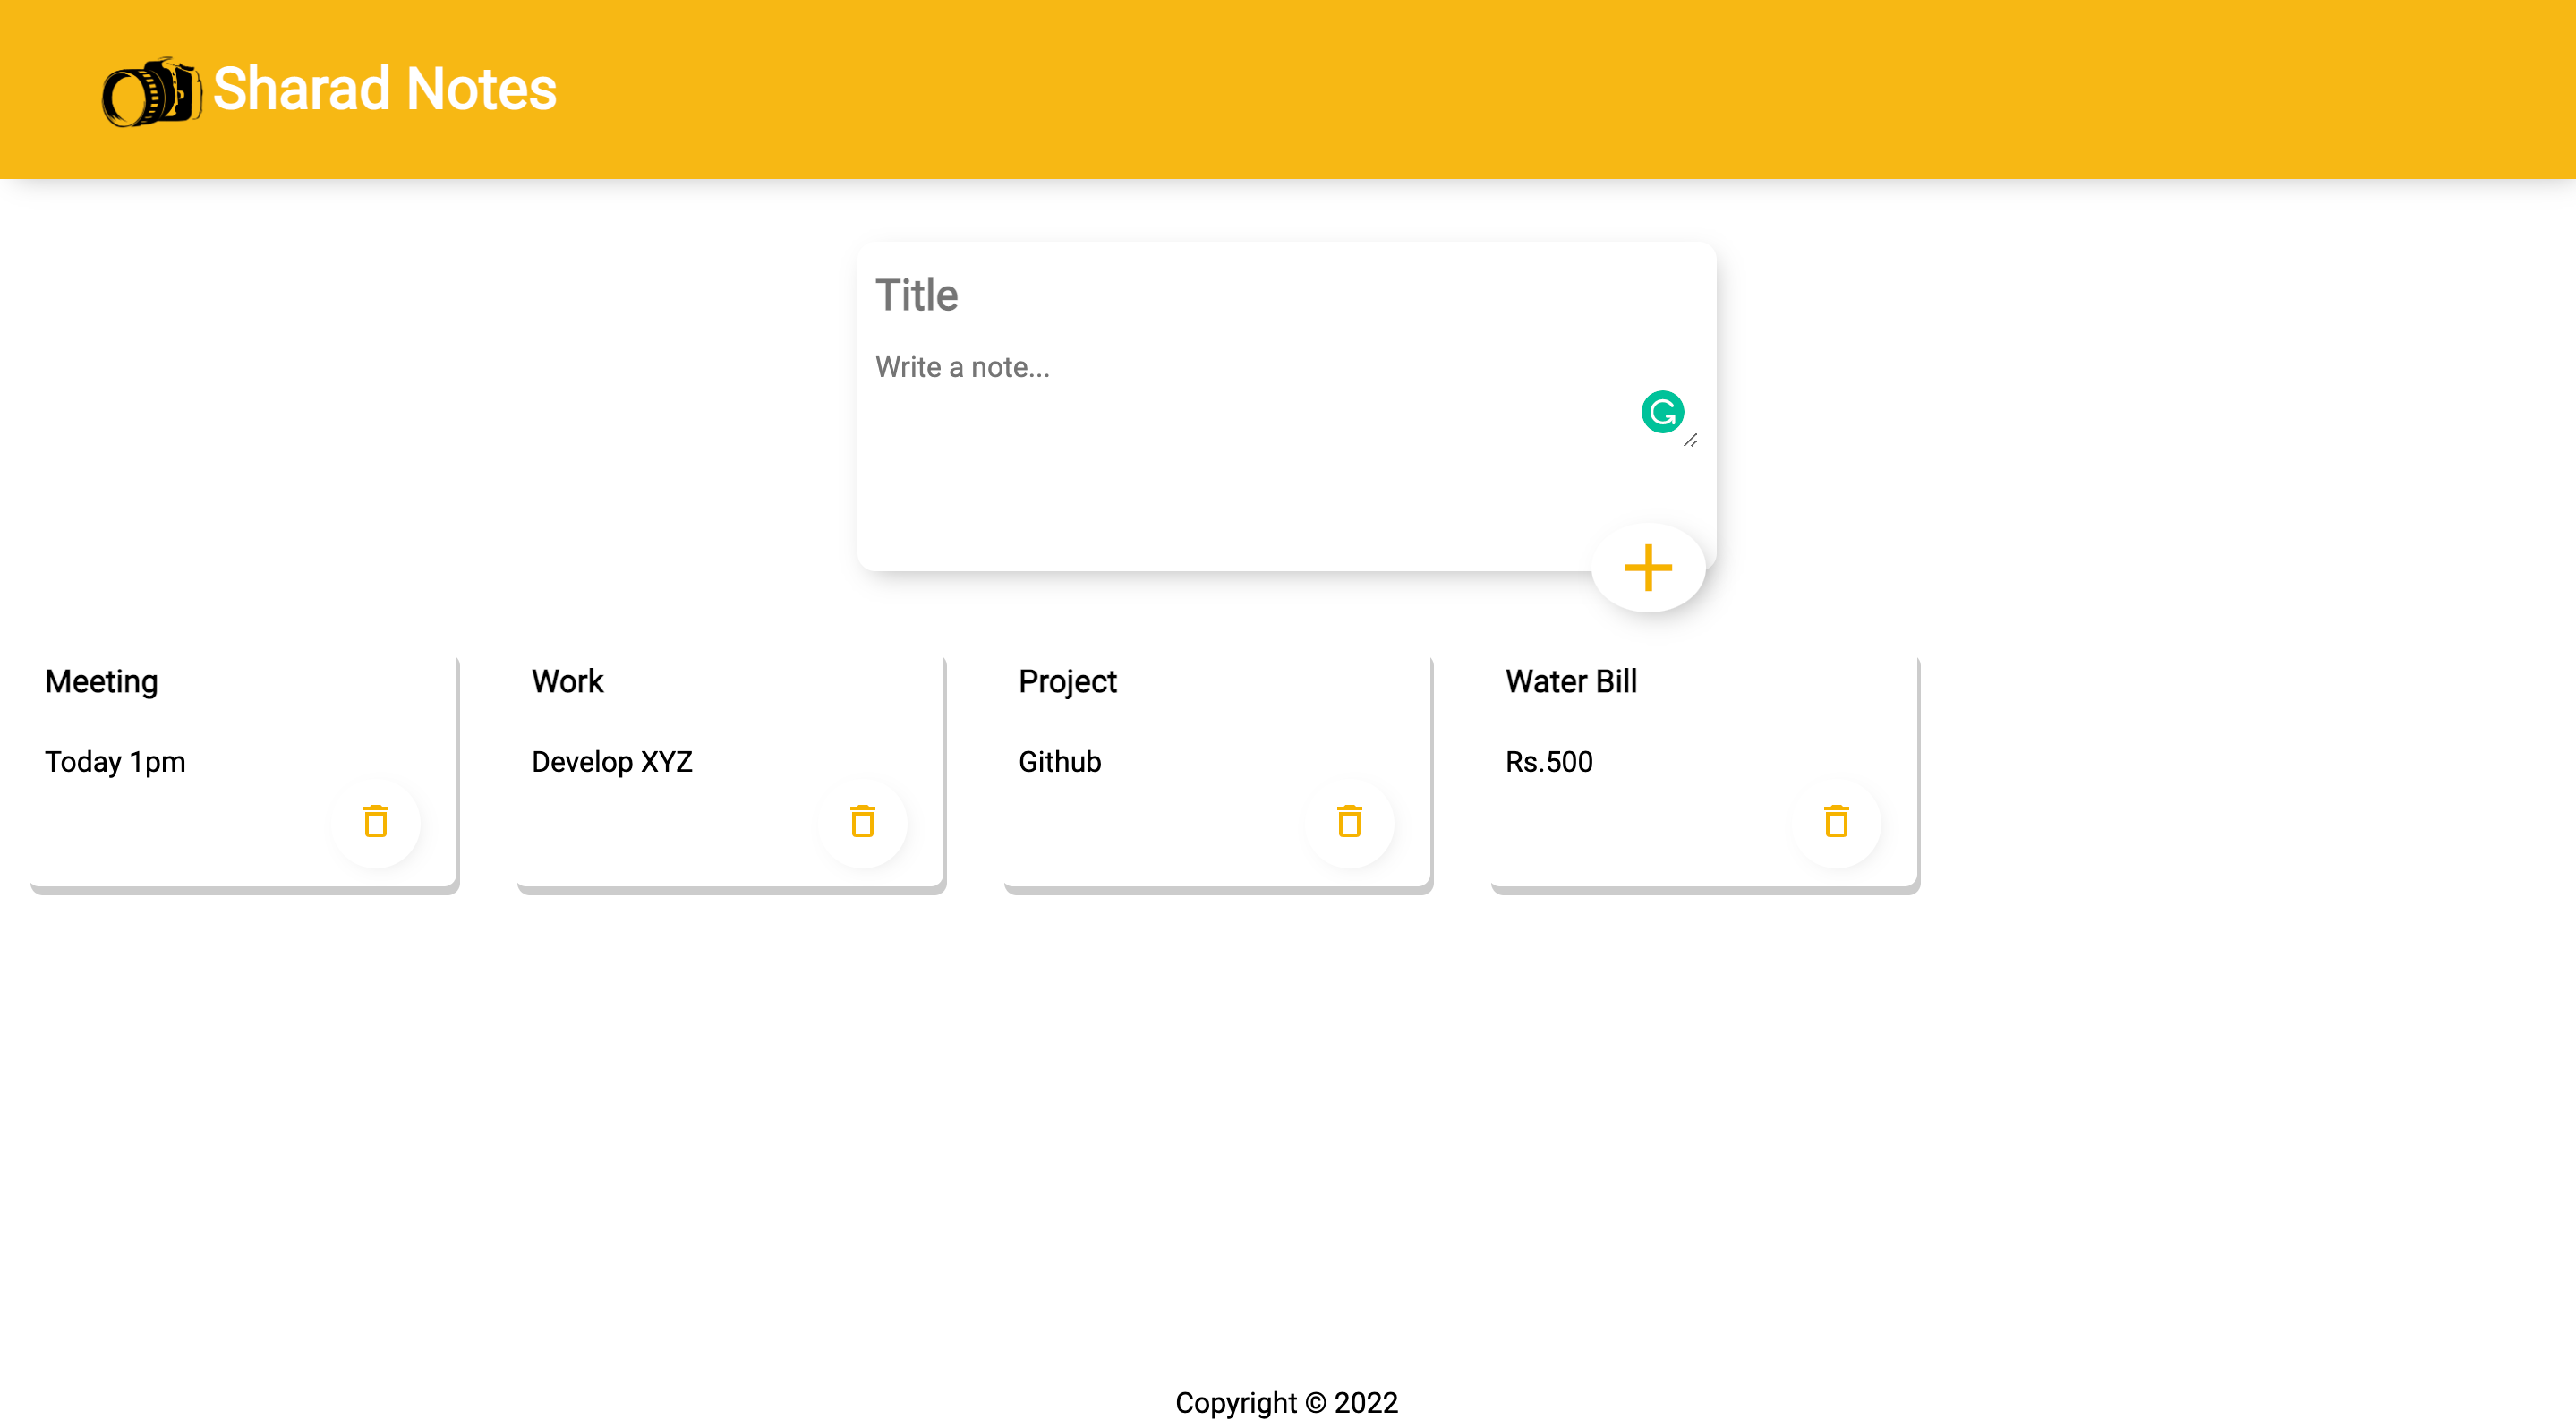 Sharad Notes
Title
Write a note...
Meeting
Today 1pm
Work
Develop XYZ
Project
Github
Water Bill
Rs.500
Copyright © 2022